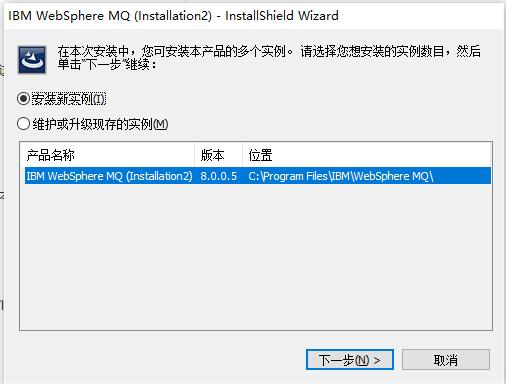 IBM WebSphere MQ (Installation2) - InstallShield Wizard
在本次安装中，您可安装本产品的多个实例。 请选择您想安装的实例数目，然后
单击“下一步”继续：
安装新实例(I)
维护或升级现存的实例(M)
产品名称 版本 位置
IBM WebSphere MQ (Installation2) 8.0.0.5 C:\Program Files\IBM\WebSphere MQ\
下一步(N) > 取消